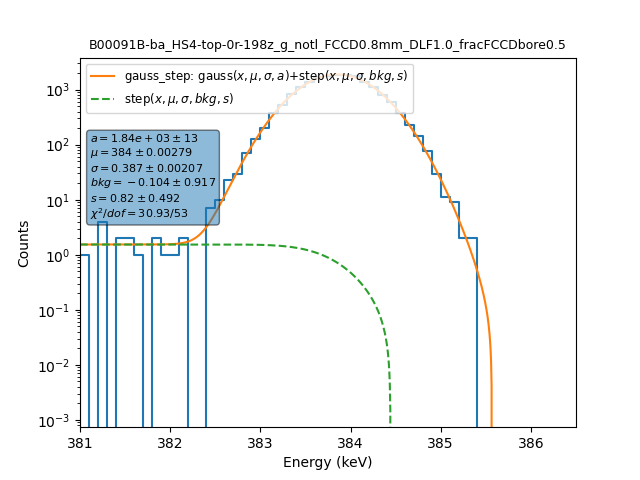 B00091B-ba_HS4-top-0r-198z_g_notl_FCCD0.8mm_DLF1.0_fracFCCDbore0.5
gauss_step: gauss(x, μ, σ, a)+step(x, μ, σ, bkg, s)
step(x, μ, σ, bkg, s)
a = 1.84e + 03 ± 13
μ = 384 ± 0.00279
σ = 0.387 ± 0.00207
bkg = −0.104 ± 0.917
s = 0.82 ± 0.492
χ²/dof = 30.93/53
Counts
10³
10²
10¹
10⁰
10⁻¹
10⁻²
10⁻³
381 382 383 384 385 386
Energy (keV)